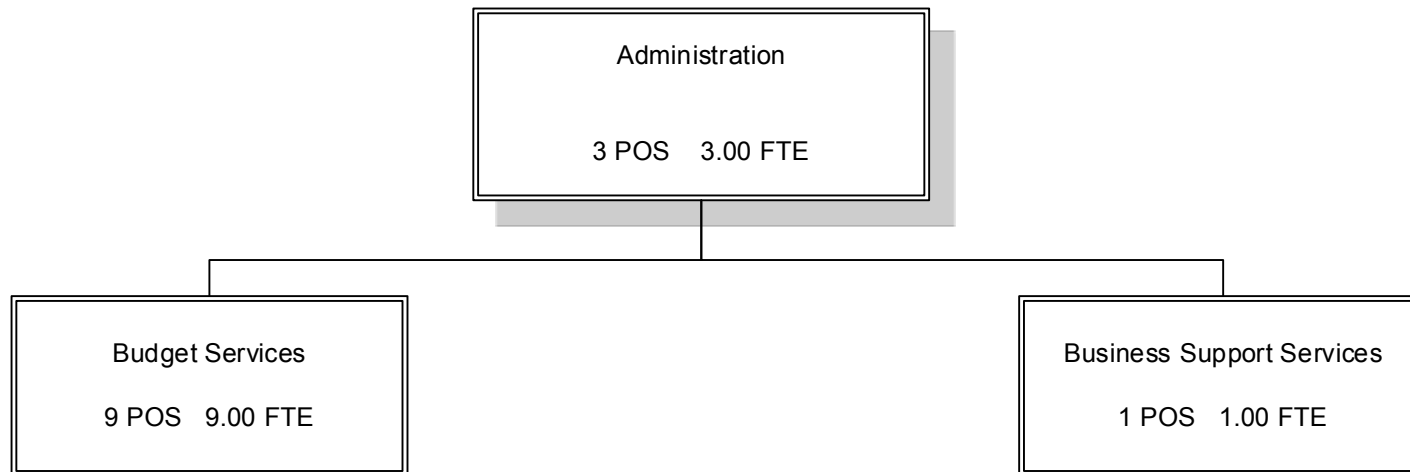 Administration
3 POS 3.00 FTE
Budget Services
9 POS 9.00 FTE
Business Support Services
1 POS 1.00 FTE